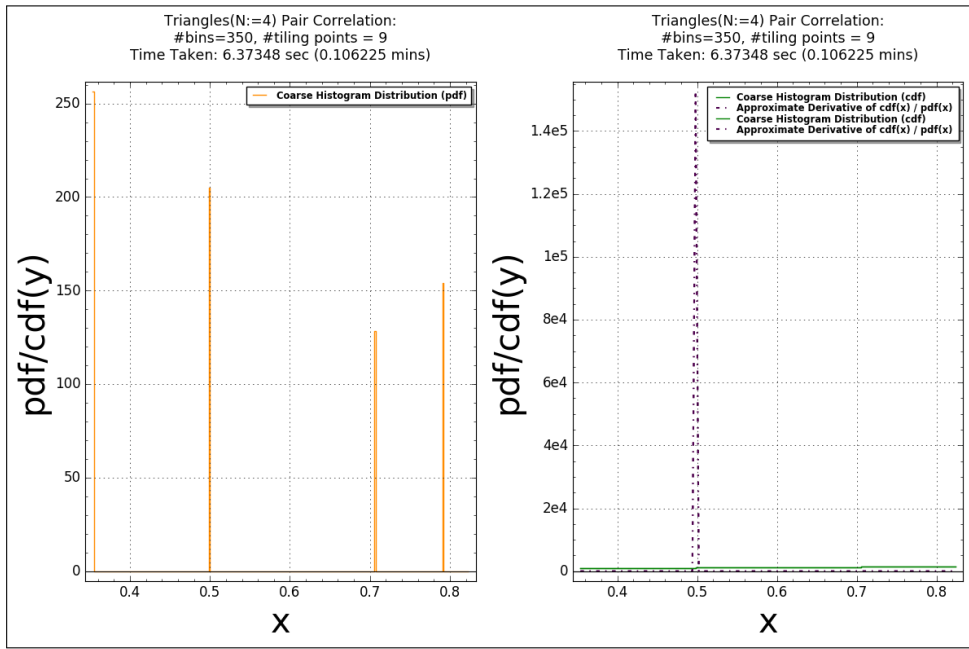 Triangles(N:=4) Pair Correlation:
#bins=350, #tiling points = 9
Time Taken: 6.37348 sec (0.106225 mins)
Coarse Histogram Distribution (pdf)
250
200
150
100
50
0
pdf/cdf(y)
0.4 0.5 0.6 0.7 0.8
x
Triangles(N:=4) Pair Correlation:
#bins=350, #tiling points = 9
Time Taken: 6.37348 sec (0.106225 mins)
Coarse Histogram Distribution (cdf)
Approximate Derivative of cdf(x) / pdf(x)
Coarse Histogram Distribution (cdf)
Approximate Derivative of cdf(x) / pdf(x)
1.4e5
1.2e5
1e5
8e4
6e4
4e4
2e4
0
pdf/cdf(y)
0.4 0.5 0.6 0.7 0.8
x